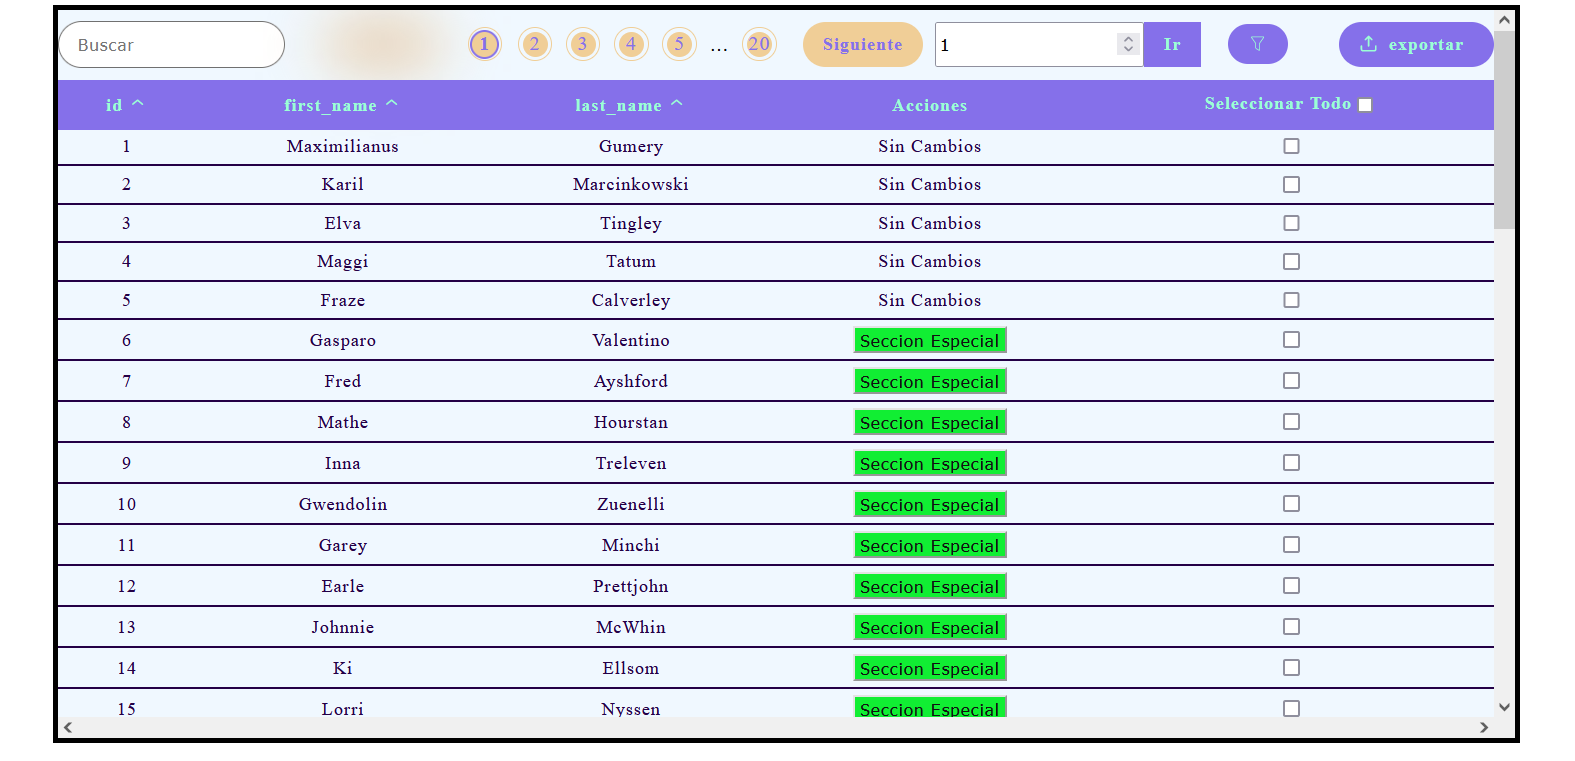 Buscar 1 2 3 4 5 ... 20 Siguiente 1 Ir exportar
id first_name last_name Acciones Seleccionar Todo
1 Maximilianus Gumery Sin Cambios
2 Karil Marcinkowski Sin Cambios
3 Elva Tingley Sin Cambios
4 Maggi Tatum Sin Cambios
5 Fraze Calverley Sin Cambios
6 Gasparo Valentino Seccion Especial
7 Fred Ayshford Seccion Especial
8 Mathe Hourstan Seccion Especial
9 Inna Treleven Seccion Especial
10 Gwendolin Zuenelli Seccion Especial
11 Garey Minchi Seccion Especial
12 Earle Prettjohn Seccion Especial
13 Johnnie McWhin Seccion Especial
14 Ki Ellsom Seccion Especial
15 Lorri Nyssen Seccion Especial